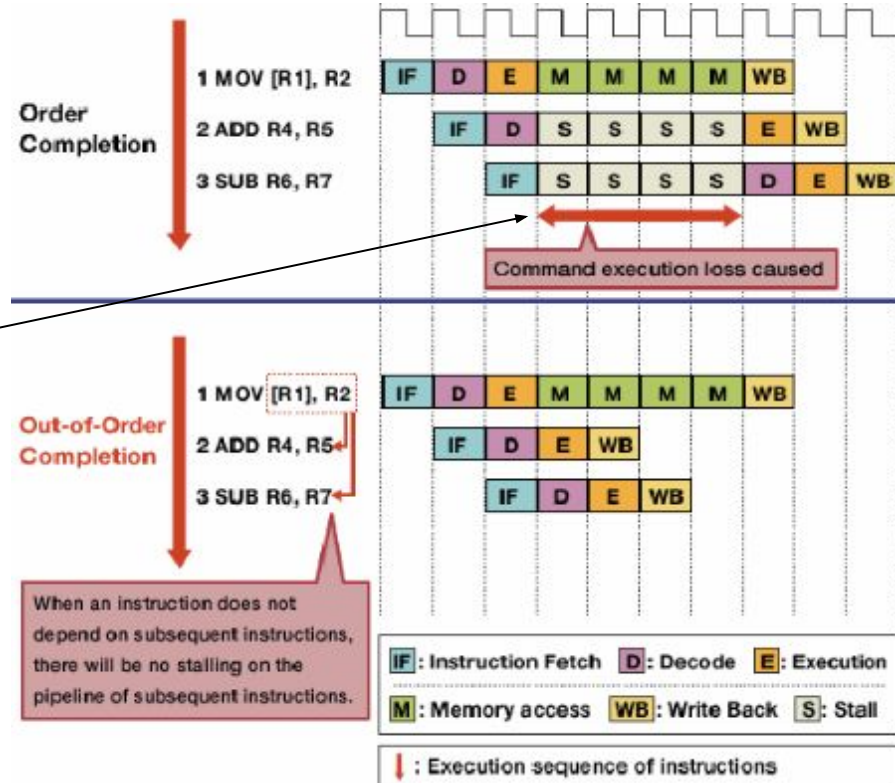 1 MOV [R1], R2 IF D E M M M M WB
Order
Completion
2 ADD R4, R5 IF D S S S S E WB
3 SUB R6, R7 IF S S S S D E WB
Command execution loss caused
1 MOV [R1], R2 IF D E M M M M WB
Out-of-Order
Completion
2 ADD R4, R5 IF D E WB
3 SUB R6, R7 IF D E WB
When an instruction does not
depend on subsequent instructions,
there will be no stalling on the
pipeline of subsequent instructions.
IF : Instruction Fetch D : Decode E : Execution
M : Memory access WB : Write Back S : Stall
: Execution sequence of instructions